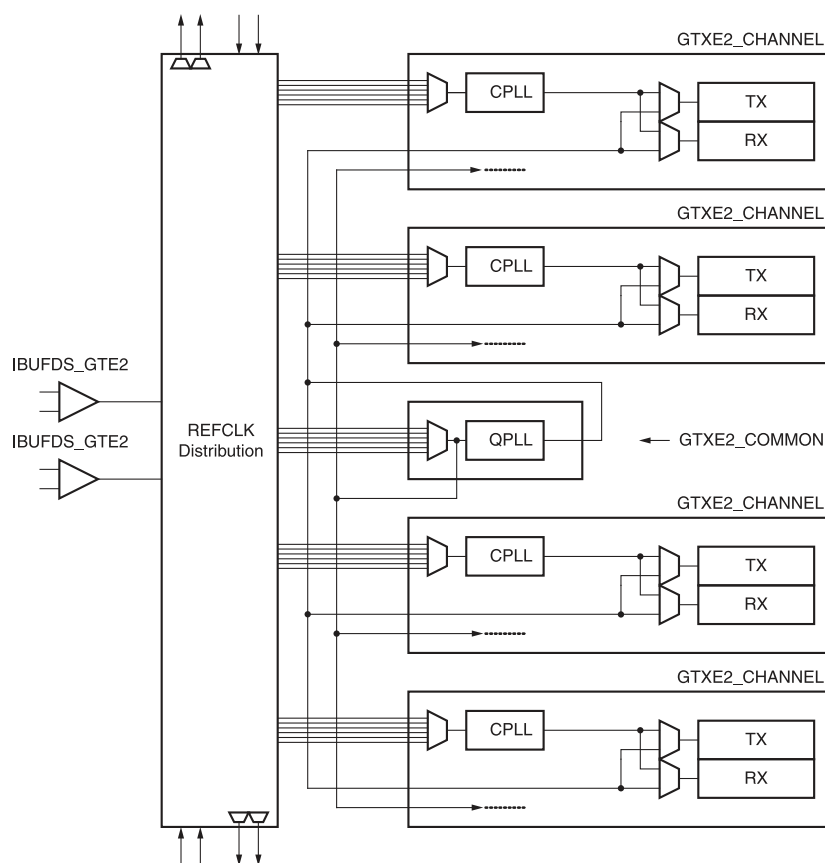 GTXE2_CHANNEL
CPLL
TX
RX
GTXE2_CHANNEL
CPLL
TX
RX
IBUFDS_GTE2
IBUFDS_GTE2
REFCLK
Distribution
QPLL
GTXE2_COMMON
GTXE2_CHANNEL
CPLL
TX
RX
GTXE2_CHANNEL
CPLL
TX
RX